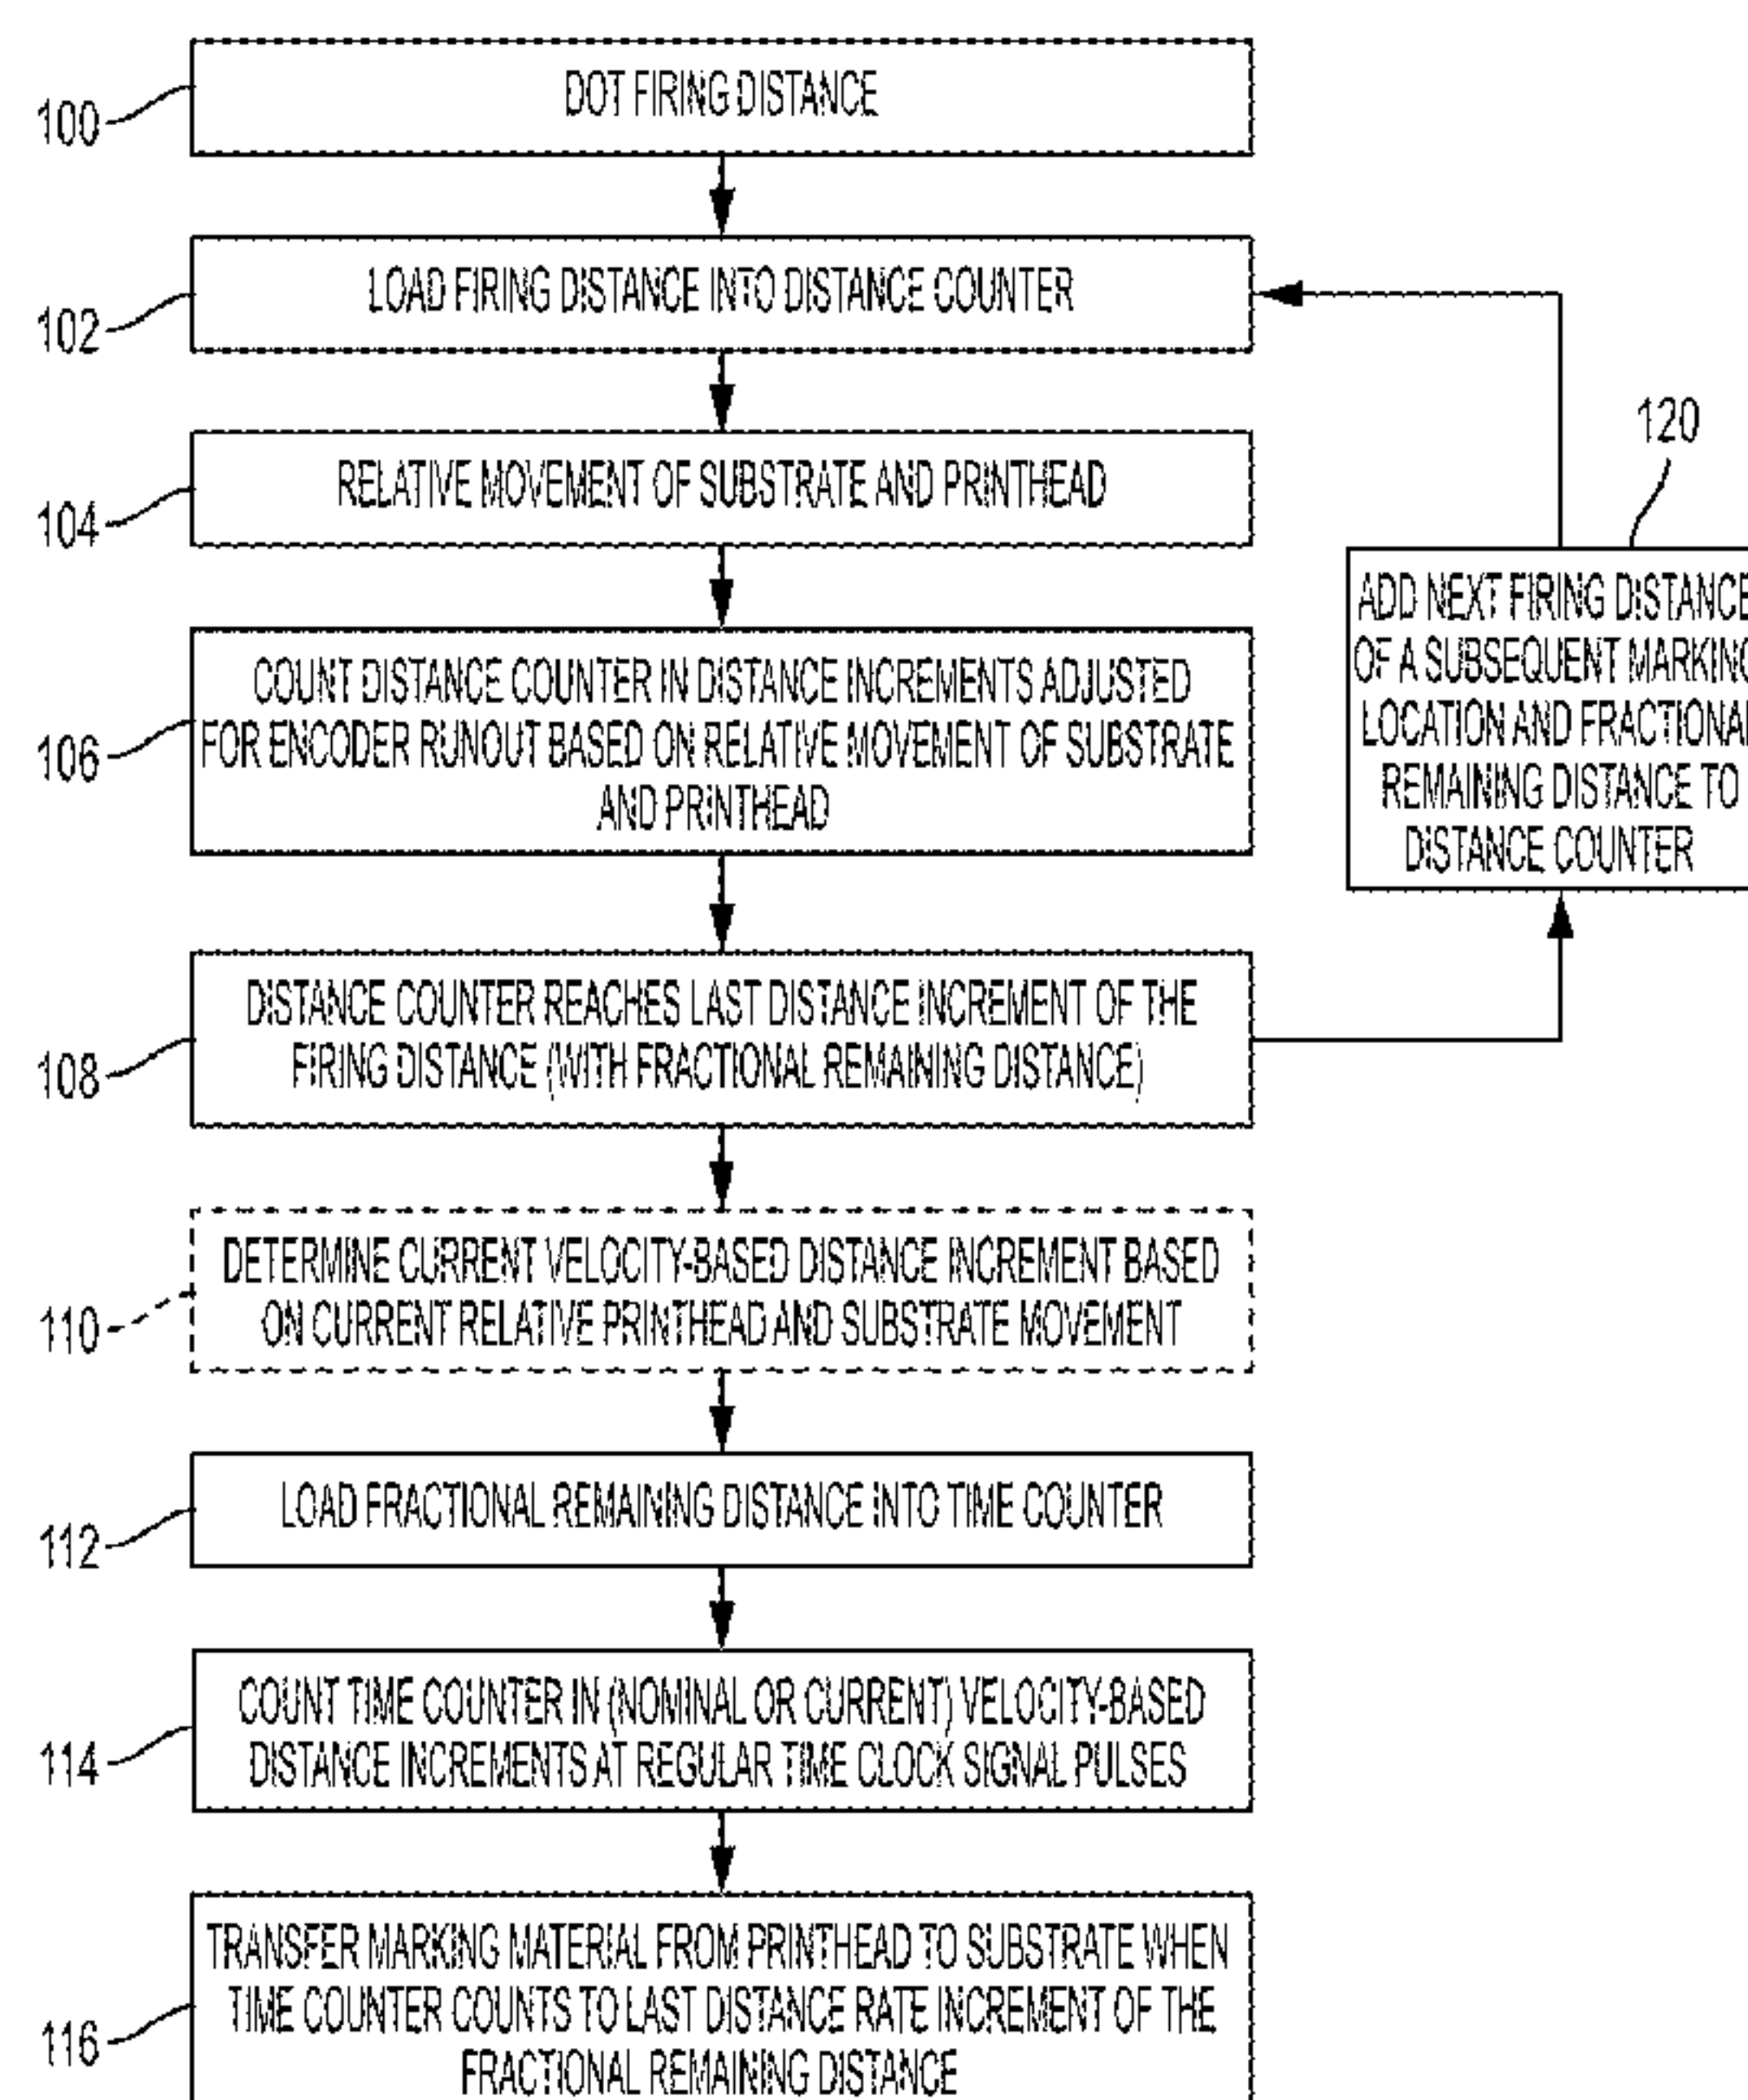 100
DOT FIRING DISTANCE
102
LOAD FIRING DISTANCE INTO DISTANCE COUNTER
104
RELATIVE MOVEMENT OF SUBSTRATE AND PRINTHEAD
106
COUNT DISTANCE COUNTER IN DISTANCE INCREMENTS ADJUSTED
FOR ENCODER RUNOUT BASED ON RELATIVE MOVEMENT OF SUBSTRATE
AND PRINTHEAD
108
DISTANCE COUNTER REACHES LAST DISTANCE INCREMENT OF THE
FIRING DISTANCE (WITH FRACTIONAL REMAINING DISTANCE)
120
ADD NEXT FIRING DISTANCE
OF A SUBSEQUENT MARKING
LOCATION AND FRACTIONAL
REMAINING DISTANCE TO
DISTANCE COUNTER
110
DETERMINE CURRENT VELOCITY-BASED DISTANCE INCREMENT BASED
ON CURRENT RELATIVE PRINTHEAD AND SUBSTRATE MOVEMENT
112
LOAD FRACTIONAL REMAINING DISTANCE INTO TIME COUNTER
114
COUNT TIME COUNTER IN (NOMINAL OR CURRENT) VELOCITY-BASED
DISTANCE INCREMENTS AT REGULAR TIME CLOCK SIGNAL PULSES
116
TRANSFER MARKING MATERIAL FROM PRINTHEAD TO SUBSTRATE WHEN
TIME COUNTER COUNTS TO LAST DISTANCE RATE INCREMENT OF THE
FRACTIONAL REMAINING DISTANCE